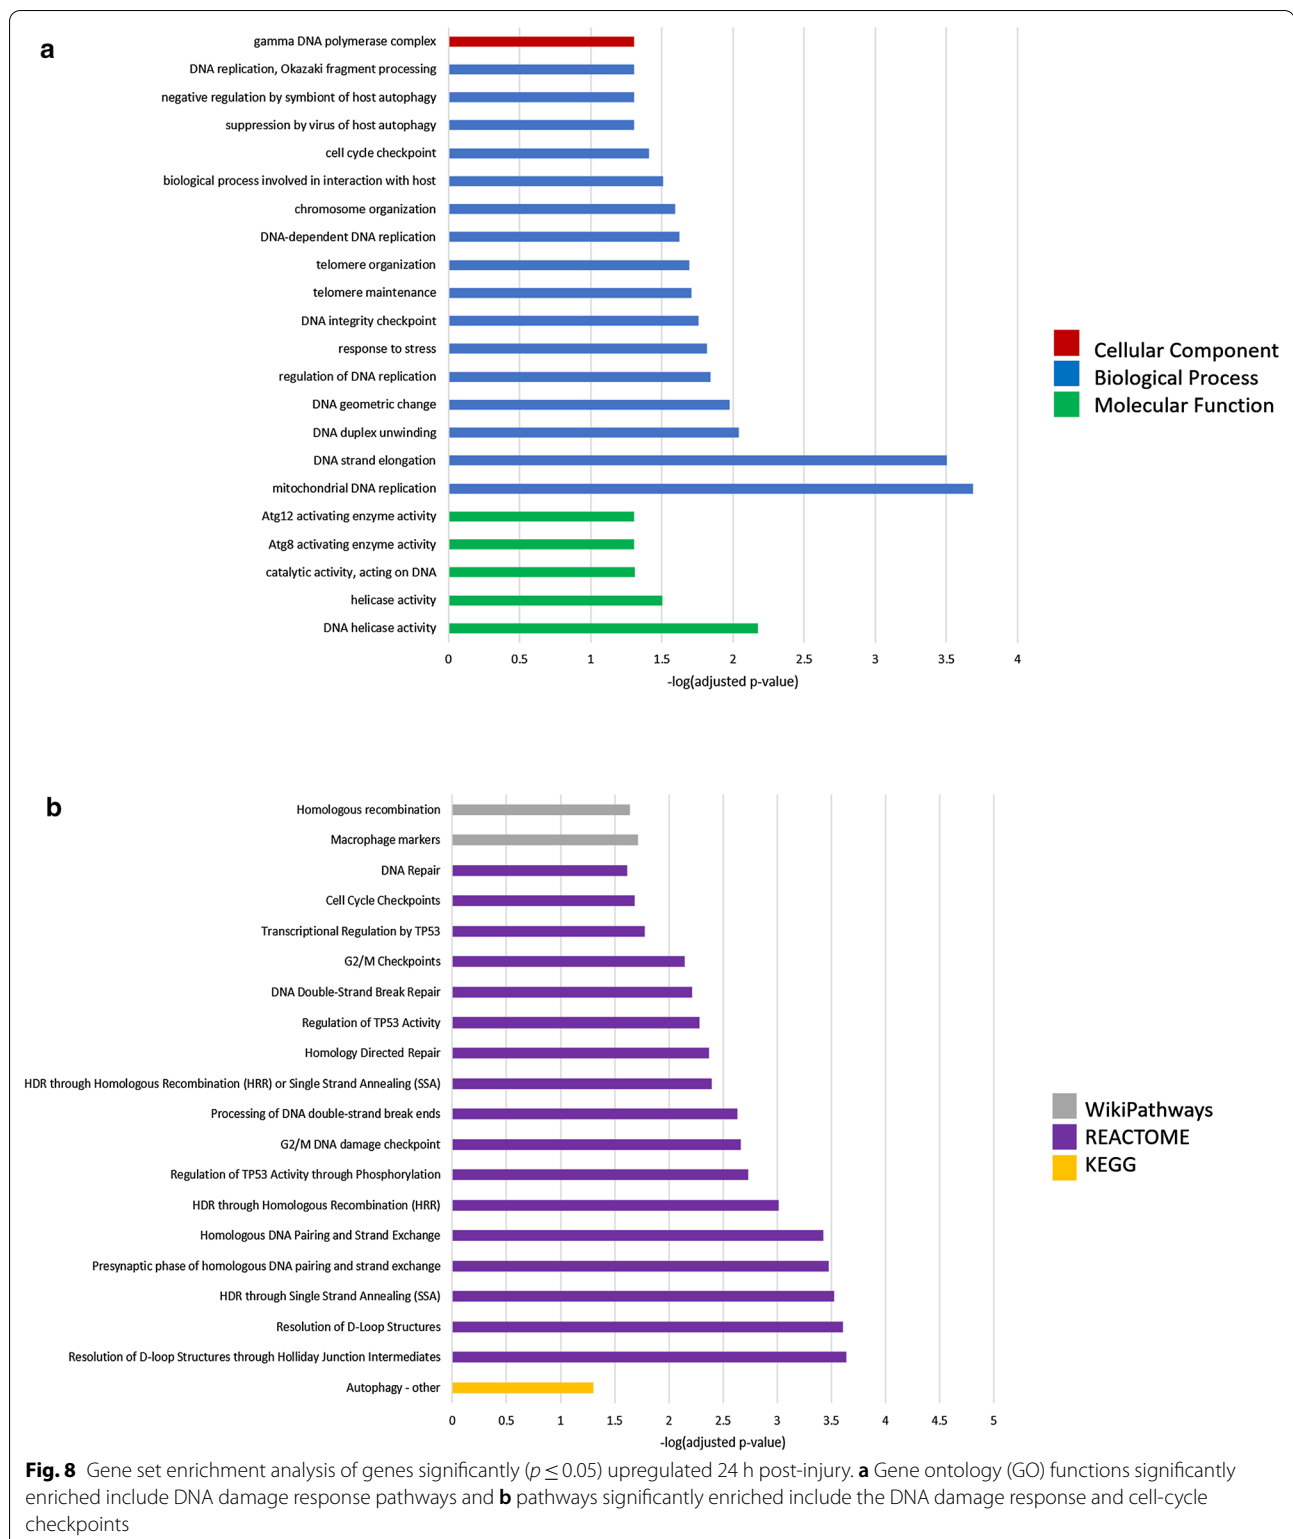 a
gamma DNA polymerase complex
DNA replication, Okazaki fragment processing
negative regulation by symbiont of host autophagy
suppression by virus of host autophagy
cell cycle checkpoint
biological process involved in interaction with host
chromosome organization
DNA-dependent DNA replication
telomere organization
telomere maintenance
DNA integrity checkpoint
response to stress
regulation of DNA replication
DNA geometric change
DNA duplex unwinding
DNA strand elongation
mitochondrial DNA replication
Atg12 activating enzyme activity
Atg8 activating enzyme activity
catalytic activity, acting on DNA
helicase activity
DNA helicase activity
0 0.5 1 1.5 2 2.5 3 3.5 4
-log(adjusted p-value)
Cellular Component
Biological Process
Molecular Function
b
Homologous recombination
Macrophage markers
DNA Repair
Cell Cycle Checkpoints
Transcriptional Regulation by TP53
G2/M Checkpoints
DNA Double-Strand Break Repair
Regulation of TP53 Activity
Homology Directed Repair
HDR through Homologous Recombination (HRR) or Single Strand Annealing (SSA)
Processing of DNA double-strand break ends
G2/M DNA damage checkpoint
Regulation of TP53 Activity through Phosphorylation
HDR through Homologous Recombination (HRR)
Homologous DNA Pairing and Strand Exchange
Presynaptic phase of homologous DNA pairing and strand exchange
HDR through Single Strand Annealing (SSA)
Resolution of D-Loop Structures
Resolution of D-loop Structures through Holliday Junction Intermediates
Autophagy - other
0 0.5 1 1.5 2 2.5 3 3.5 4 4.5 5
-log(adjusted p-value)
WikiPathways
REACTOME
KEGG
Fig. 8 Gene set enrichment analysis of genes significantly (p ≤ 0.05) upregulated 24 h post-injury. a Gene ontology (GO) functions significantly
enriched include DNA damage response pathways and b pathways significantly enriched include the DNA damage response and cell-cycle
checkpoints